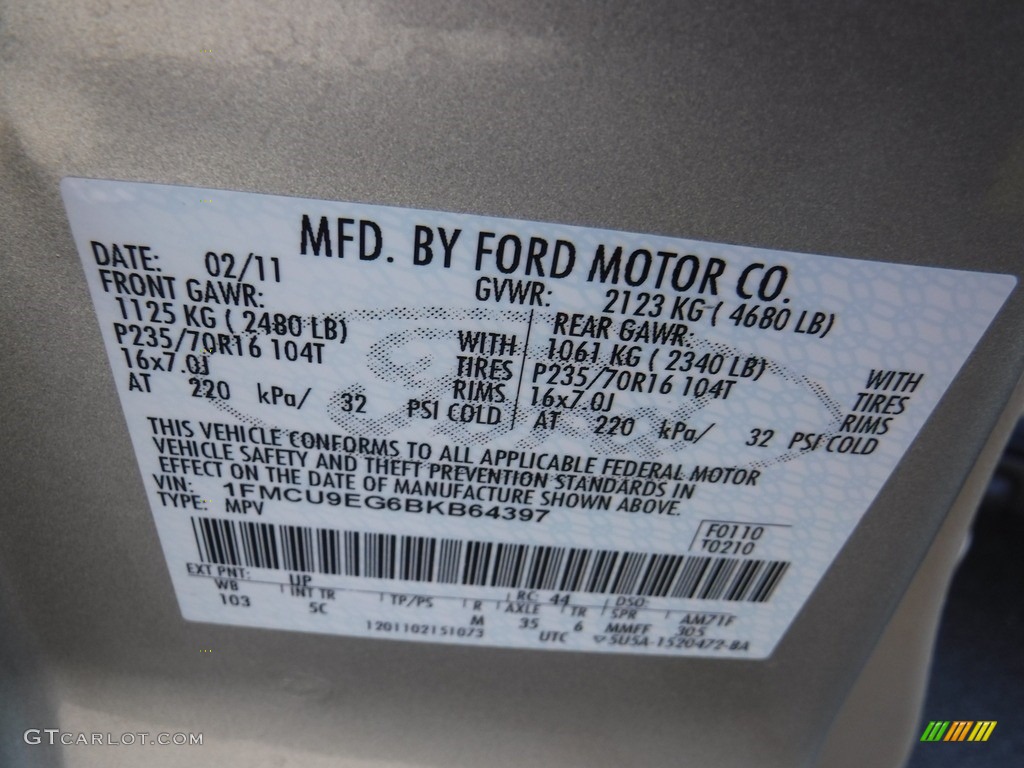 MFD. BY FORD MOTOR CO.
DATE: 02/11
GVWR: 2123 KG ( 4680 LB)
FRONT GAWR:
1125 KG ( 2480 LB)
P235/70R16 104T
16x7.0J
WITH
TIRES
RIMS
AT 220 kPa/ 32 PSI COLD
REAR GAWR:
1061 KG ( 2340 LB)
P235/70R16 104T
16x7.0J
WITH
TIRES
RIMS
AT 220 kPa/ 32 PSI COLD
THIS VEHICLE CONFORMS TO ALL APPLICABLE FEDERAL MOTOR
VEHICLE SAFETY AND THEFT PREVENTION STANDARDS IN
EFFECT ON THE DATE OF MANUFACTURE SHOWN ABOVE.
VIN: 1FMCU9EG6BKB64397
TYPE: MPV
F0110
T0210
EXT PNT: UP RC: 44 DSO:
WB INT TR TP/PS R AXLE TR SPR AM71F
103 5C M 35 6 MMFF 305
1201102151073 UTC ▽5U5A-1520472-BA
GTCARLOT.COM